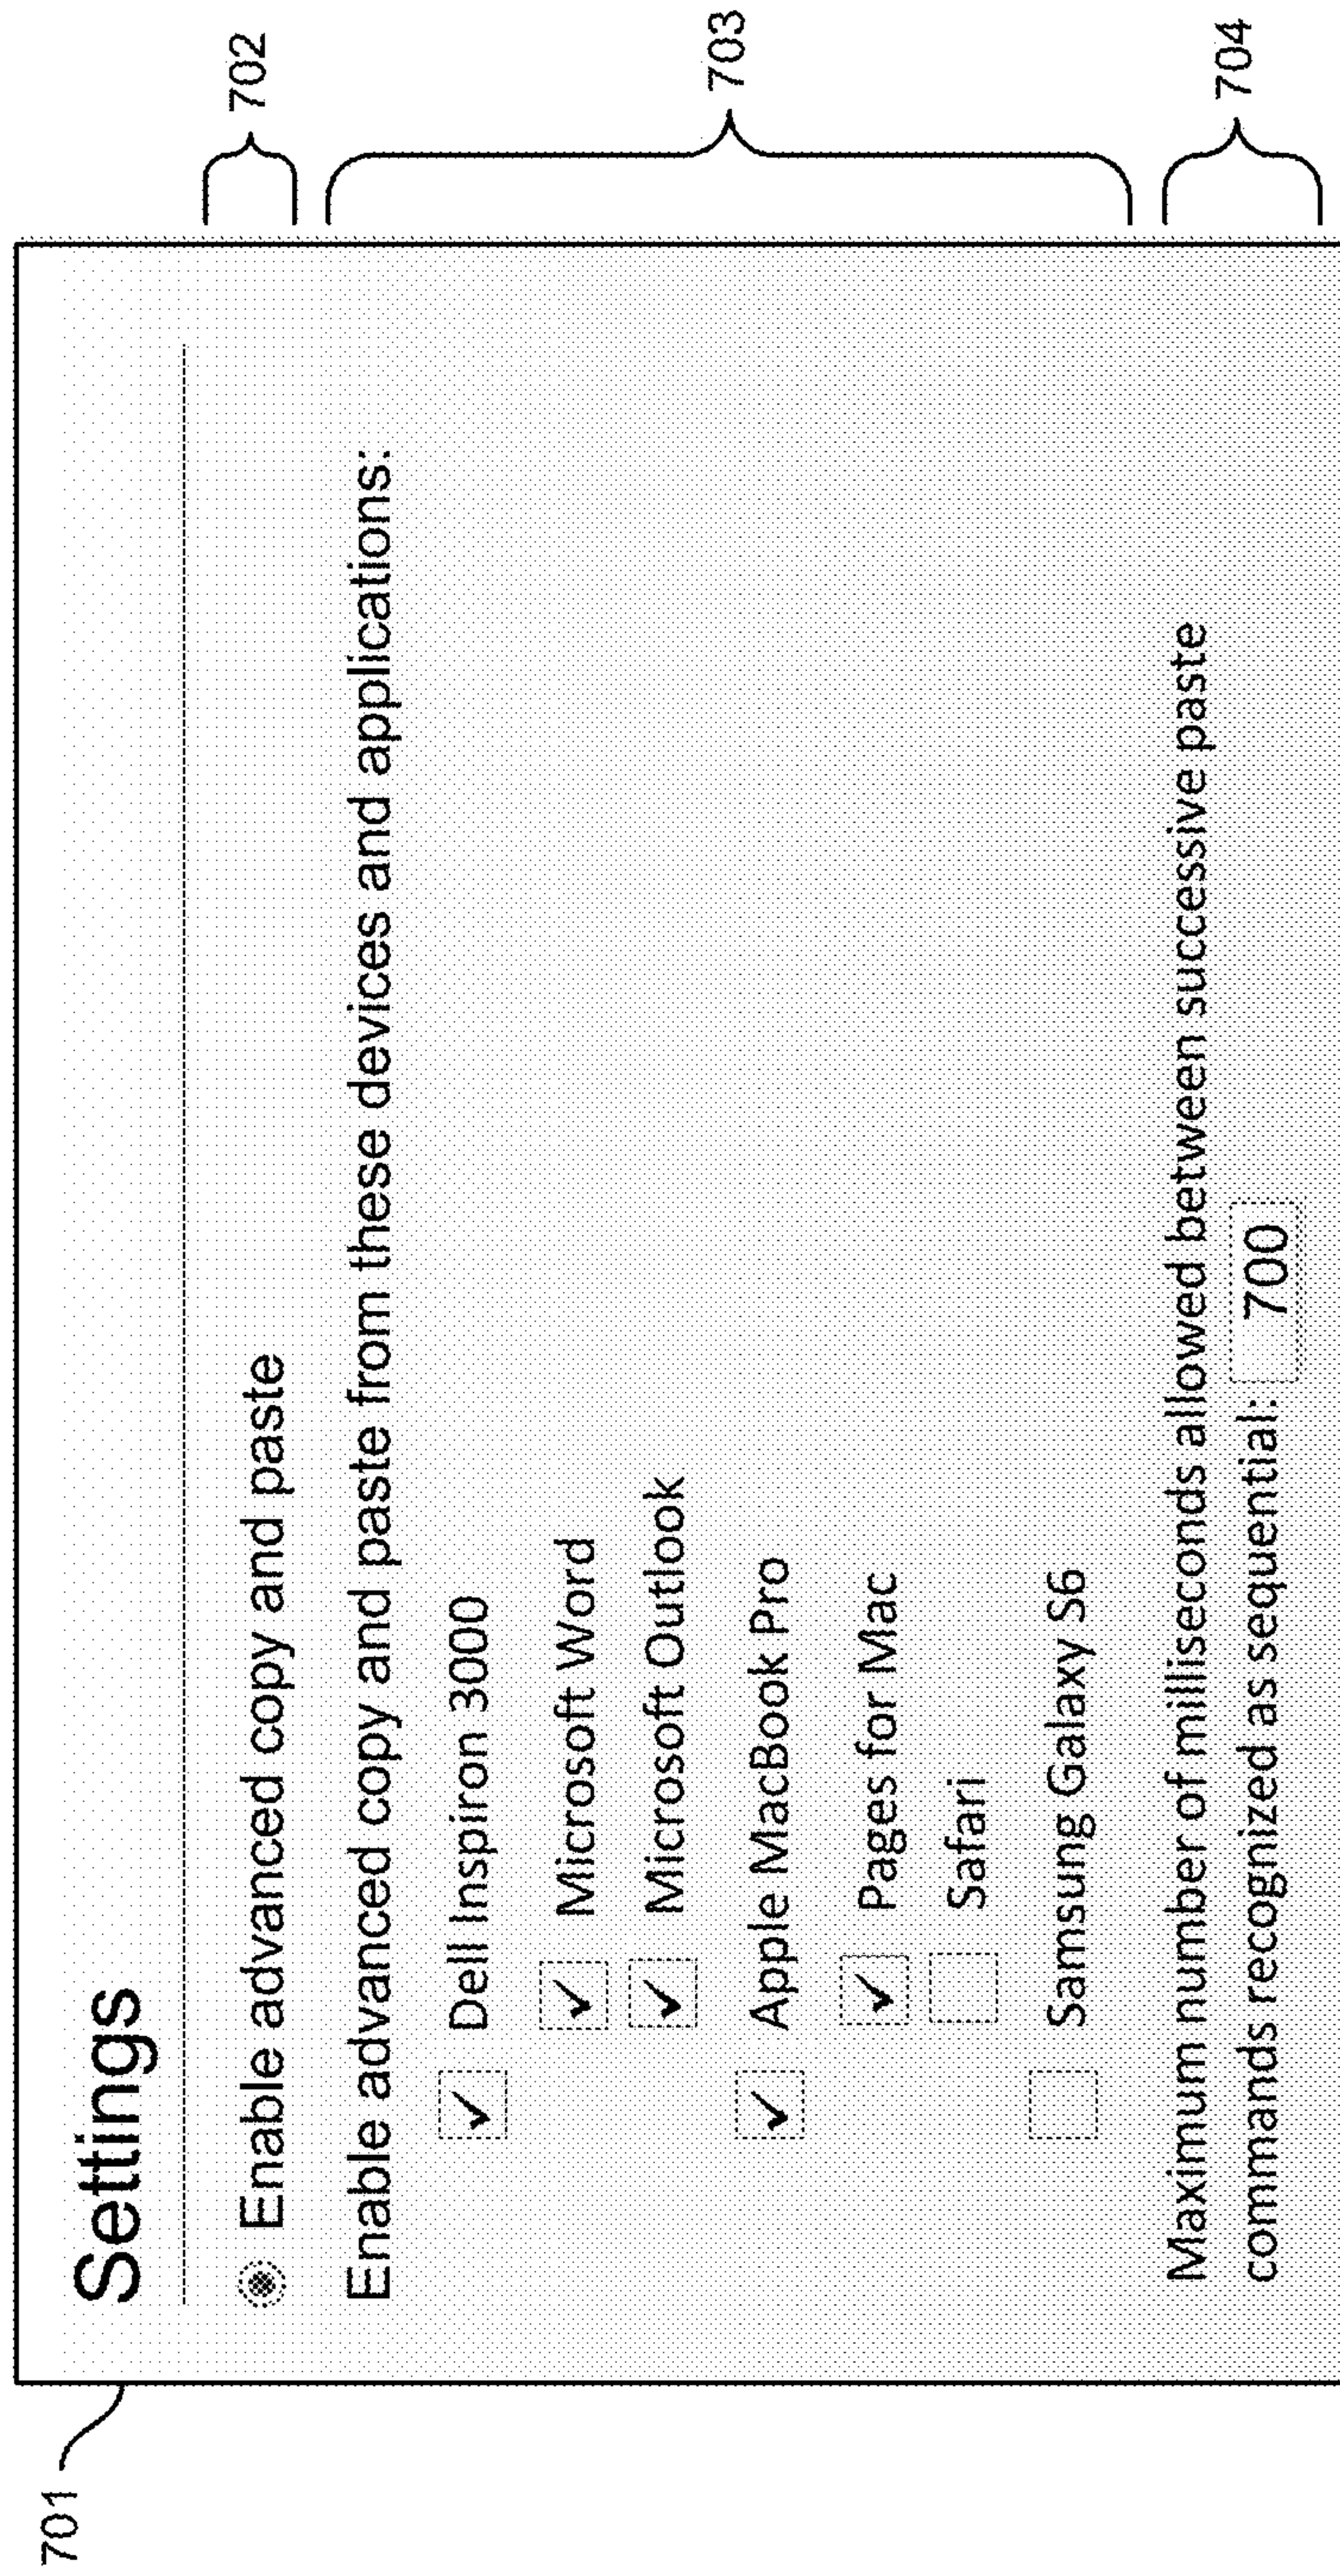 701
Settings
Enable advanced copy and paste
702
Enable advanced copy and paste from these devices and applications:
703
✓ Dell Inspiron 3000
✓ Microsoft Word
✓ Microsoft Outlook
✓ Apple MacBook Pro
✓ Pages for Mac
Safari
Samsung Galaxy S6
Maximum number of milliseconds allowed between successive paste
commands recognized as sequential: 700
704